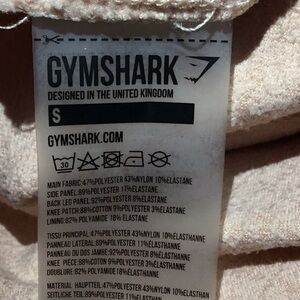 GYMSHARK
DESIGNED IN THE UNITED KINGDOM
S
GYMSHARK.COM
30
MAIN FABRIC:47%POLYESTER 43%NYLON 10%ELASTANE
SIDE PANEL:89%POLYESTER 11%ELASTANE
BACK LEG PANEL:92%POLYESTER 8%ELASTANE
KNEE PATCH:88%COTTON 9%POLYESTER 3%ELASTANE
LINING:82% POLYAMIDE 18% ELASTANE
TISSU PRINCIPAL:47%POLYESTER 43%NYLON 10%ELASTHANNE
PANNEAU LATERAL:89%POLYESTER 11%ELASTHANNE
PANNEAU OU DOS JAMBE:92%POLYESTER 8%ELASTHANNE
KNEE PIECE:88%COTON 9%POLYESTER 3%ELASTHANNE
DOUBLURE:82% POLYAMIDE 18% ELASTHANNE
MATERIAL HAUPTTEIL:47%POLYESTER 43%NYLON 10%
SEITLICHE TEIL:89%POLYESTER 11%